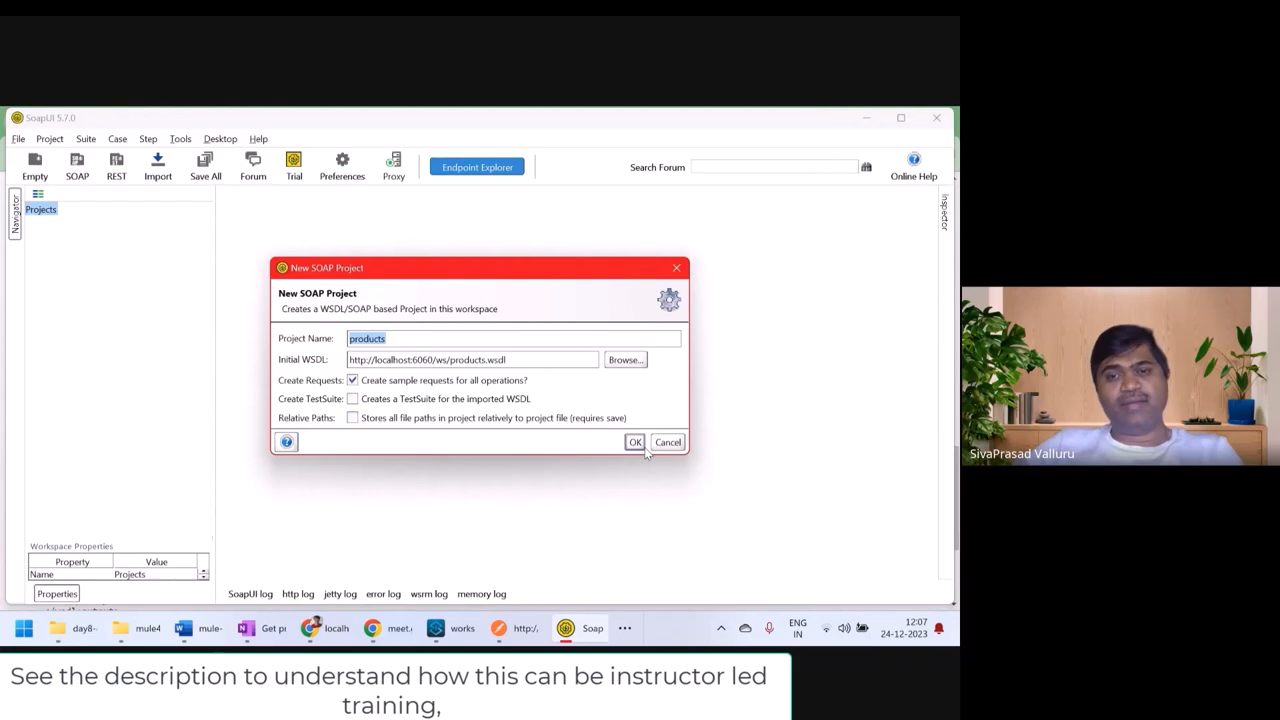 SoapUI 5.7.0
File Project Suite Case Step Tools Desktop Help
Empty SOAP REST Import Save All Forum Trial Preferences Proxy Endpoint Explorer Search Forum Online Help
Navigator
Projects
Inspector
New SOAP Project
New SOAP Project
Creates a WSDL/SOAP based Project in this workspace
Project Name: products
Initial WSDL: http://localhost:6060/ws/products.wsdl Browse...
Create Requests: Create sample requests for all operations?
Create TestSuite: Creates a TestSuite for the imported WSDL
Relative Paths: Stores all file paths in project relatively to project file (requires save)
OK Cancel
SivaPrasad Valluru
Workspace Properties
Property Value
Name Projects
Properties
SoapUI log http log jetty log error log wsrm log memory log
day8- mule4 mule- Get pr localh meet. works http:/. Soap
ENG
IN
12:07
24-12-2023
See the description to understand how this can be instructor led
training,